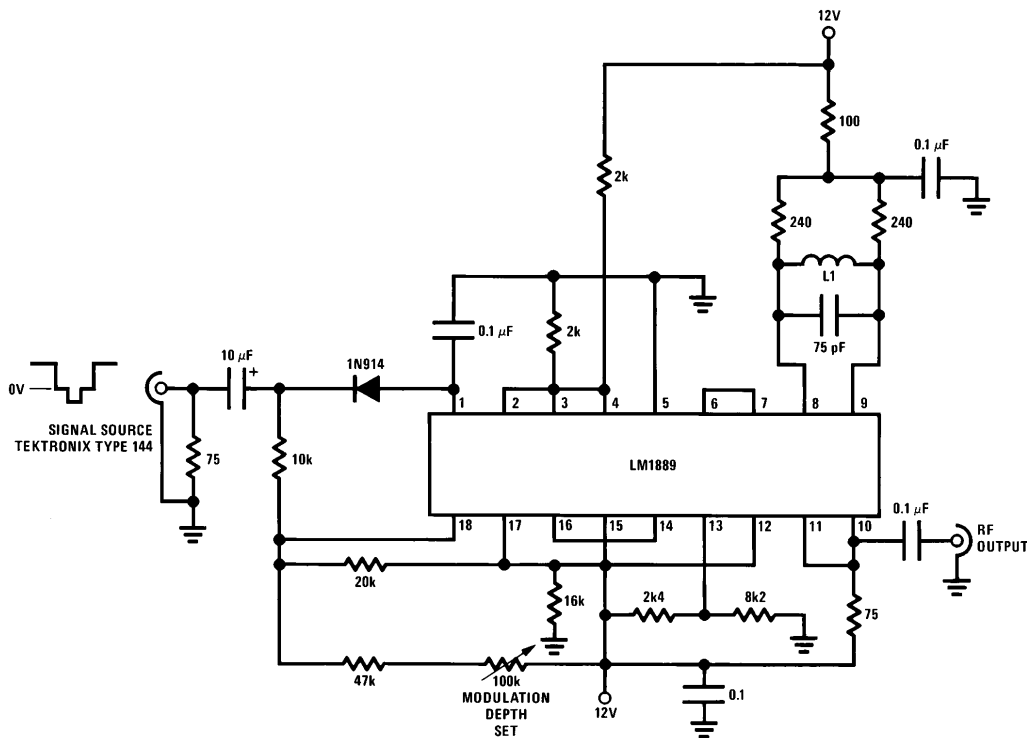 12V
100
0.1 μF
2k
240
240
L1
75 pF
0.1 μF
2k
10 μF
+
1N914
0V
SIGNAL SOURCE
TEKTRONIX TYPE 144
75
10k
1
2
3
4
5
6
7
8
9
LM1889
18
17
16
15
14
13
12
11
10
0.1 μF
RF
OUTPUT
20k
16k
2k4
8k2
75
47k
100k
MODULATION
DEPTH
SET
12V
0.1